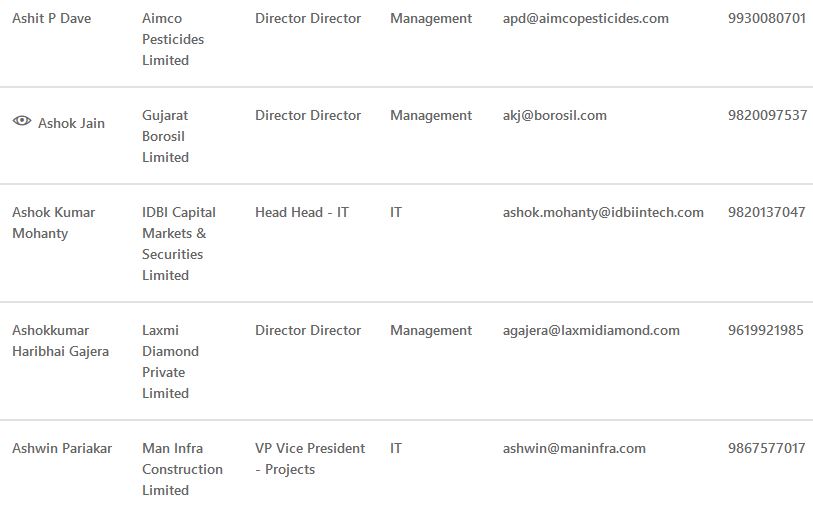 Ashit P Dave Aimco Director Director Management apd@aimcopesticides.com 9930080701
Pesticides
Limited
Ashok Jain Gujarat Director Director Management akj@borosil.com 9820097537
Borosil
Limited
Ashok Kumar IDBI Capital Head Head - IT IT ashok.mohanty@idbiintech.com 9820137047
Mohanty Markets &
Securities
Limited
Ashokkumar Laxmi Director Director Management agajera@laxmidiamond.com 9619921985
Haribhai Gajera Diamond
Private
Limited
Ashwin Pariakar Man Infra VP Vice President IT ashwin@maninfra.com 9867577017
Construction - Projects
Limited